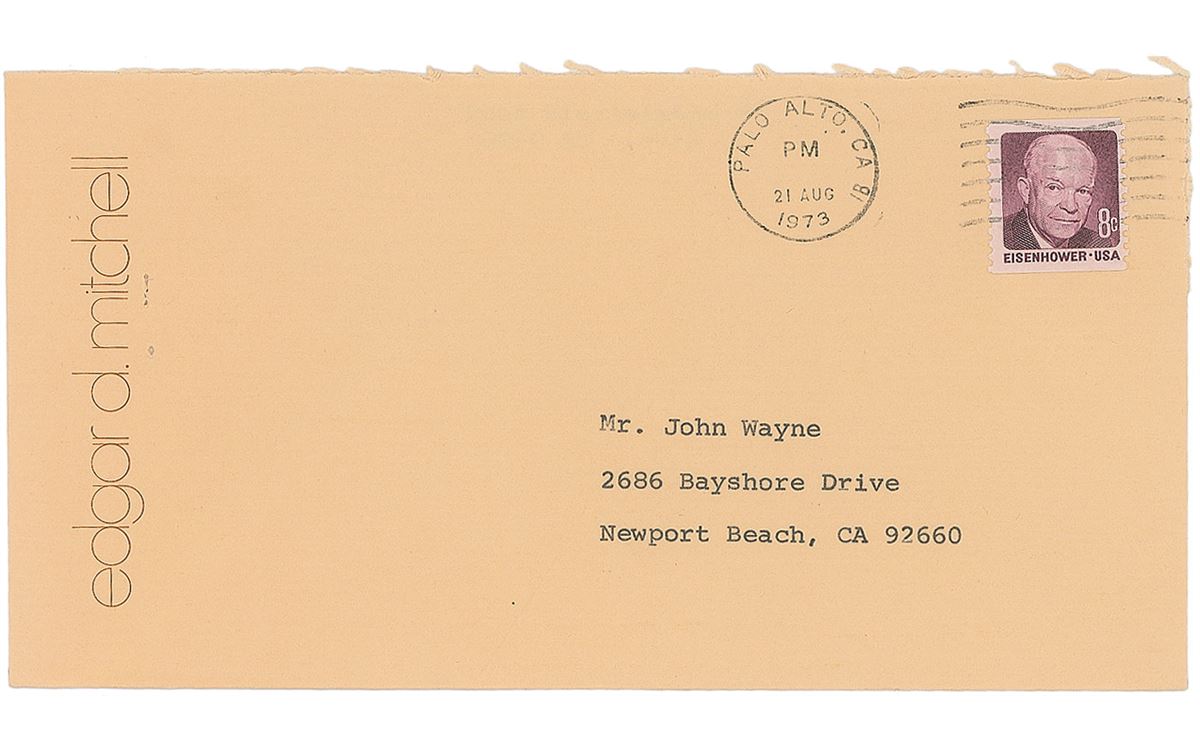 edgar d. mitchell
PALO ALTO, CA
PM
21 AUG
1973
8c
EISENHOWER·USA
Mr. John Wayne
2686 Bayshore Drive
Newport Beach, CA 92660